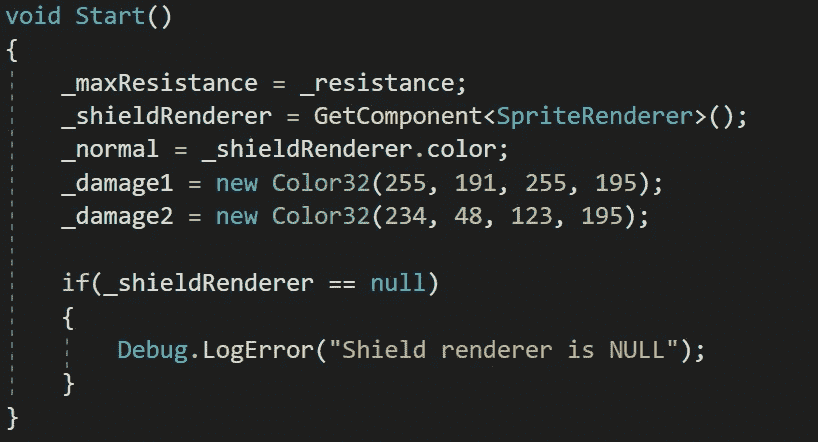 void Start()
{
    _maxResistance = _resistance;
    _shieldRenderer = GetComponent<SpriteRenderer>();
    _normal = _shieldRenderer.color;
    _damage1 = new Color32(255, 191, 255, 195);
    _damage2 = new Color32(234, 48, 123, 195);

    if(_shieldRenderer == null)
    {
        Debug.LogError("Shield renderer is NULL");
    }
}